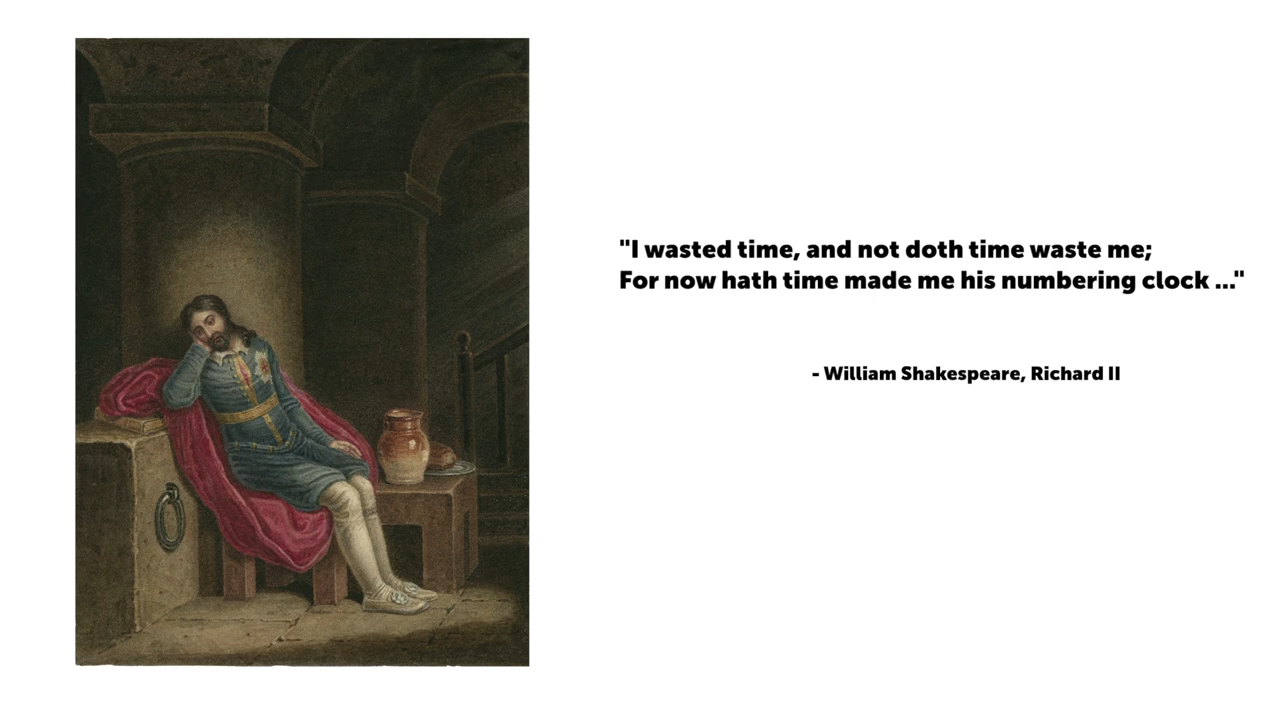 "I wasted time, and not doth time waste me;
For now hath time made me his numbering clock ..."
- William Shakespeare, Richard II